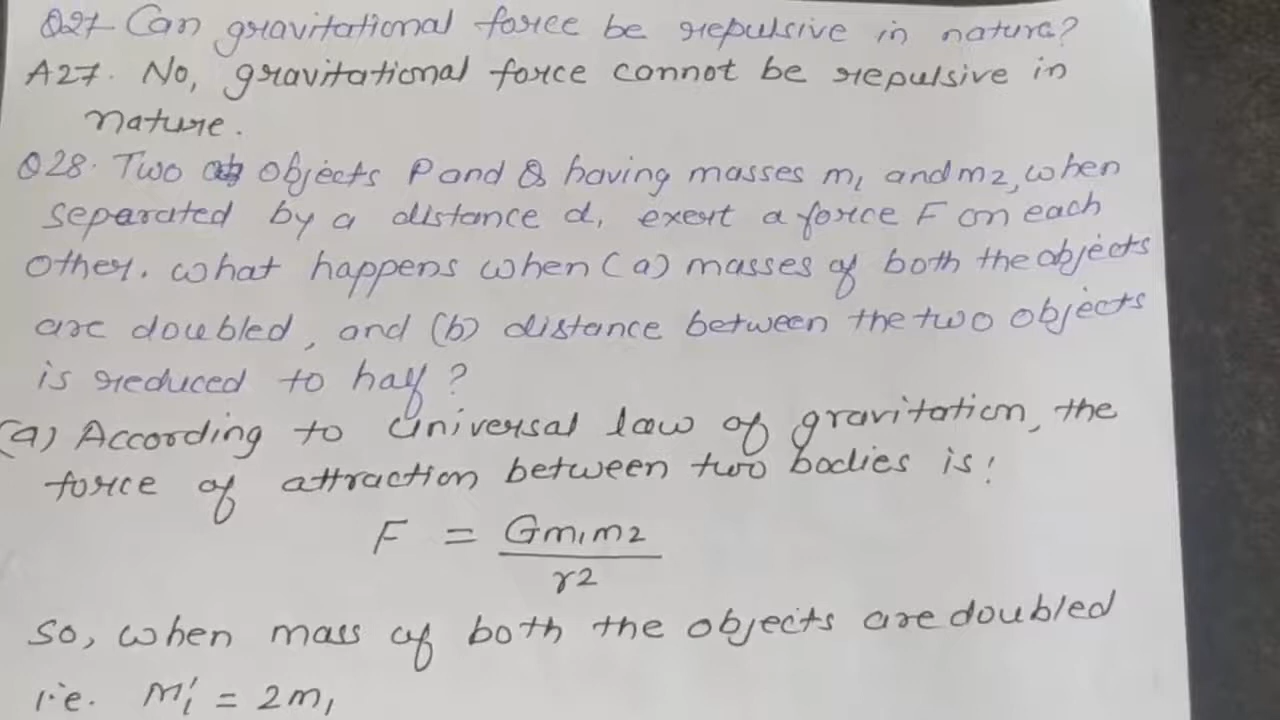 Q27 Can gravitational force be repulsive in nature?
A27. No, gravitational force cannot be repulsive in
nature.
Q28. Two objects P and Q having masses m1 and m2, when
separated by a distance d, exert a force F on each
other. what happens when (a) masses of both the objects
are doubled, and (b) distance between the two objects
is reduced to half?
(a) According to Universal law of gravitation, the
force of attraction between two bodies is!
F = Gm1m2
r2
So, when mass of both the objects are doubled
i.e. M1' = 2m1